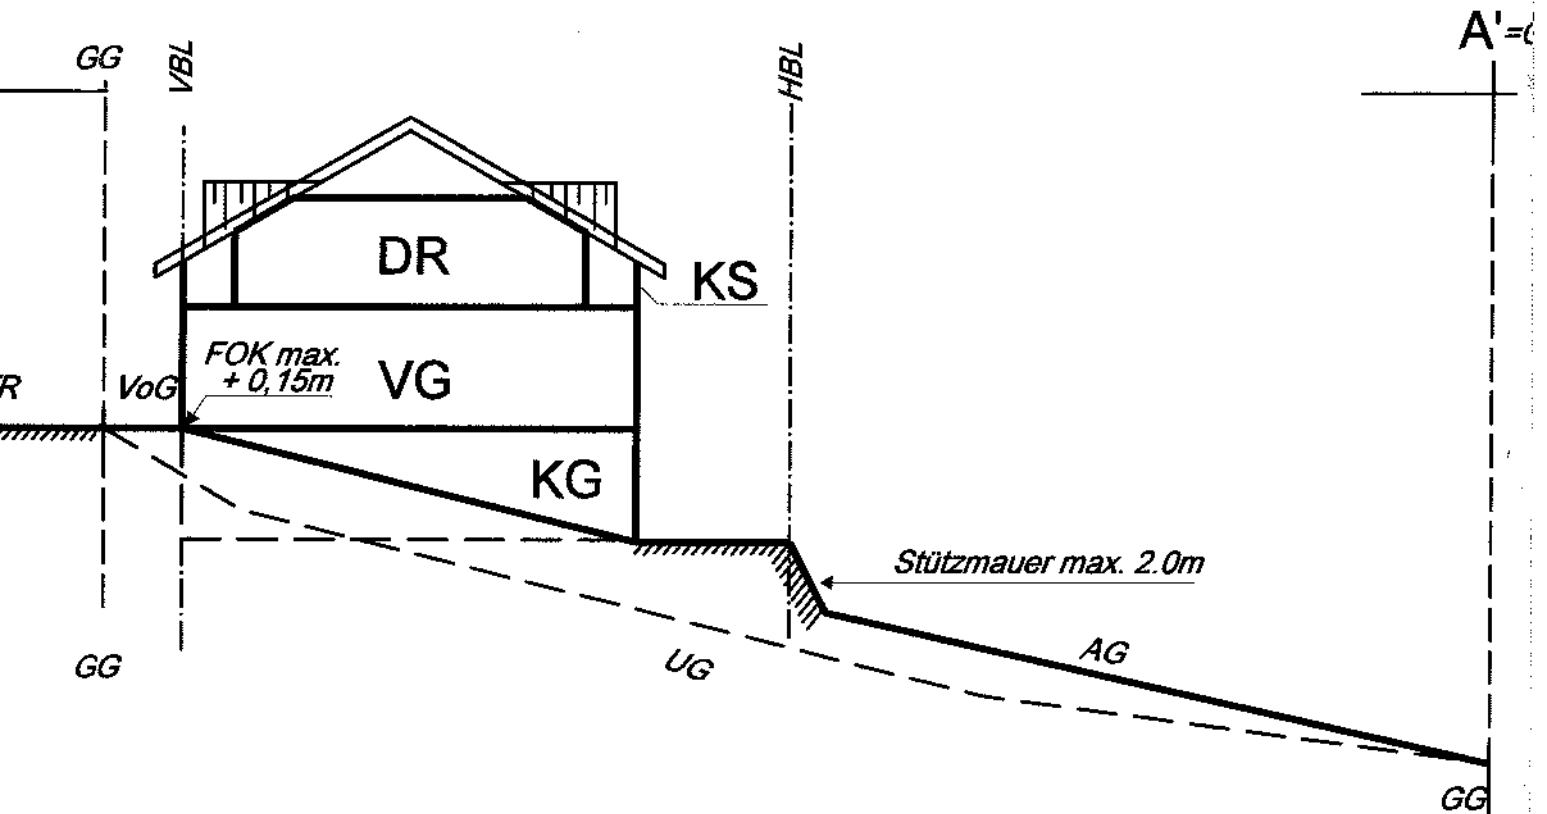 A'
GG
VBL
HBL
DR
KS
FOK max.
+ 0,15m
VoG
VG
KG
Stützmauer max. 2.0m
AG
GG
UG
GG